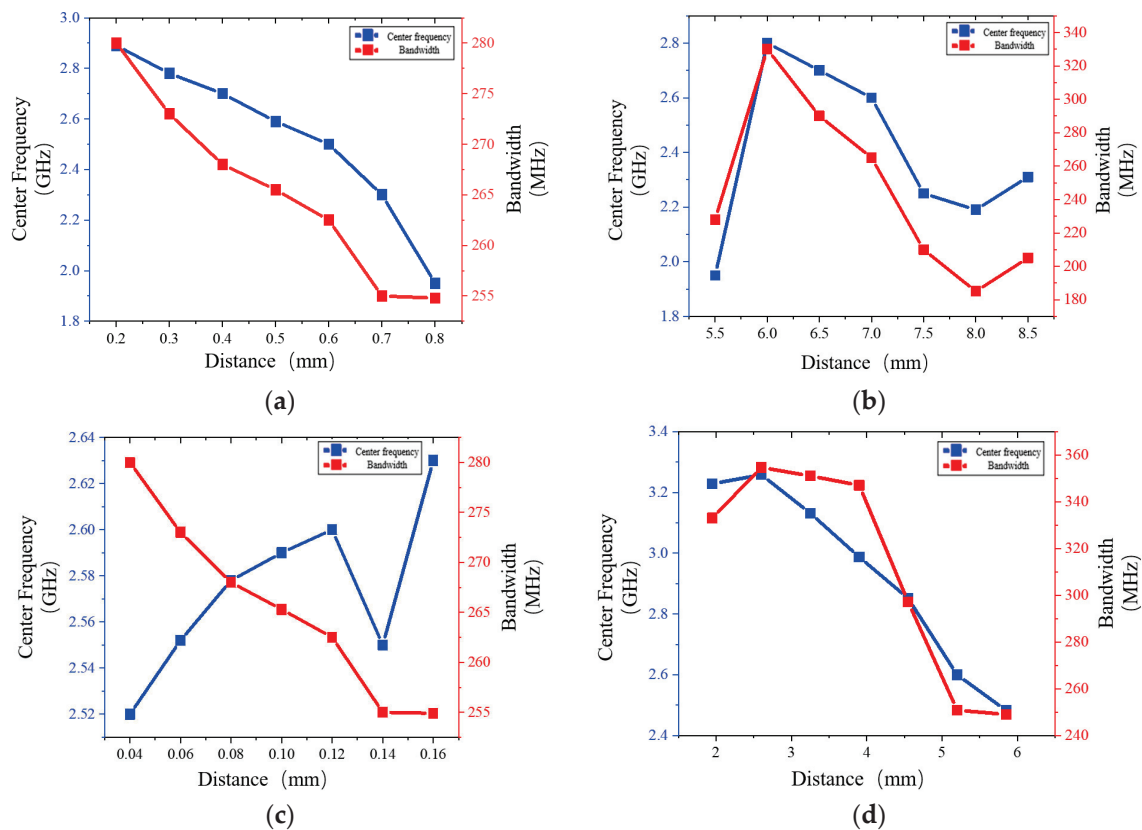 Center Frequency
(GHz)
3.0
2.8
2.6
2.4
2.2
2.0
1.8
0.2 0.3 0.4 0.5 0.6 0.7 0.8
Distance (mm)
280
275
270
265
260
255
Bandwidth
(MHz)
Center frequency
Bandwidth
(a)
Center Frequency
(GHz)
2.8
2.6
2.4
2.2
2.0
1.8
5.5 6.0 6.5 7.0 7.5 8.0 8.5
Distance (mm)
340
320
300
280
260
240
220
200
180
Bandwidth
(MHz)
Center frequency
Bandwidth
(b)
Center Frequency
(GHz)
2.64
2.62
2.60
2.58
2.56
2.54
2.52
0.04 0.06 0.08 0.10 0.12 0.14 0.16
Distance (mm)
280
275
270
265
260
255
Bandwidth
(MHz)
Center frequency
Bandwidth
(c)
Center Frequency
(GHz)
3.4
3.2
3.0
2.8
2.6
2.4
2 3 4 5 6
Distance (mm)
360
340
320
300
280
260
240
Bandwidth
(MHz)
Center frequency
Bandwidth
(d)